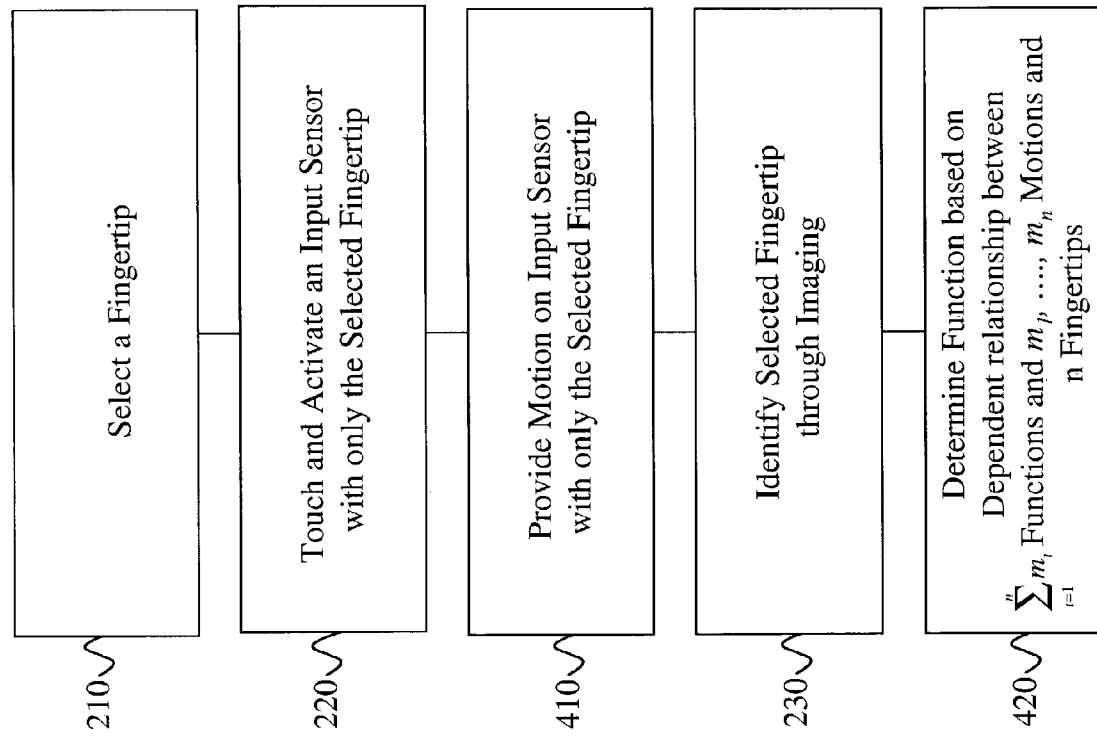 210
Select a Fingertip
220
Touch and Activate an Input Sensor
with only the Selected Fingertip
410
Provide Motion on Input Sensor
with only the Selected Fingertip
230
Identify Selected Fingertip
through Imaging
420
Determine Function based on
Dependent relationship between
\sum_{i=1}^{n} m_i Functions and m_1, ...., m_n Motions and
n Fingertips